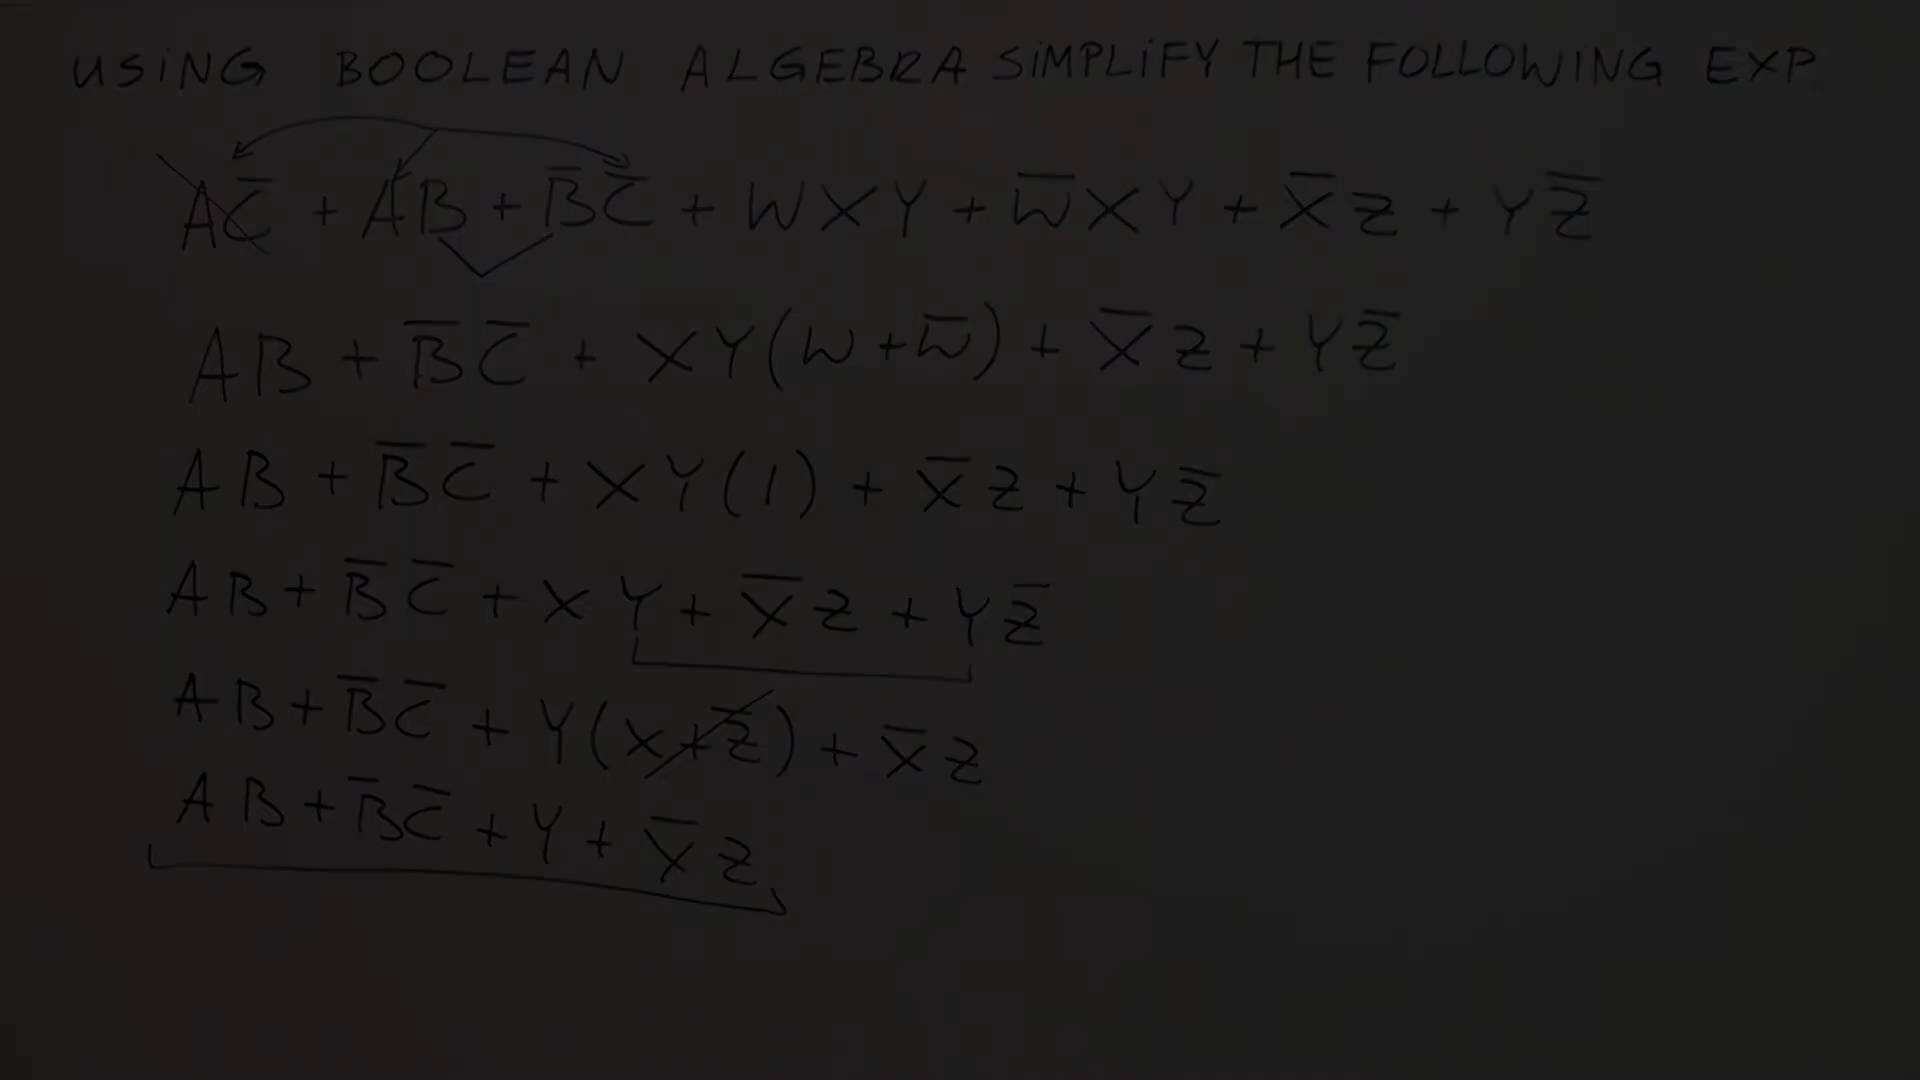 USING BOOLEAN ALGEBRA SIMPLIFY THE FOLLOWING EXP.
AC̅ + AB + B̅C̅ + WXY + W̅XY + X̅Z + YZ̅
AB + B̅C̅ + XY(W+W̅) + X̅Z + YZ̅
AB + B̅C̅ + XY(1) + X̅Z + YZ̅
AB + B̅C̅ + XY + X̅Z + YZ̅
AB + B̅C̅ + Y(X+Z̅) + X̅Z
AB + B̅C̅ + Y + X̅Z